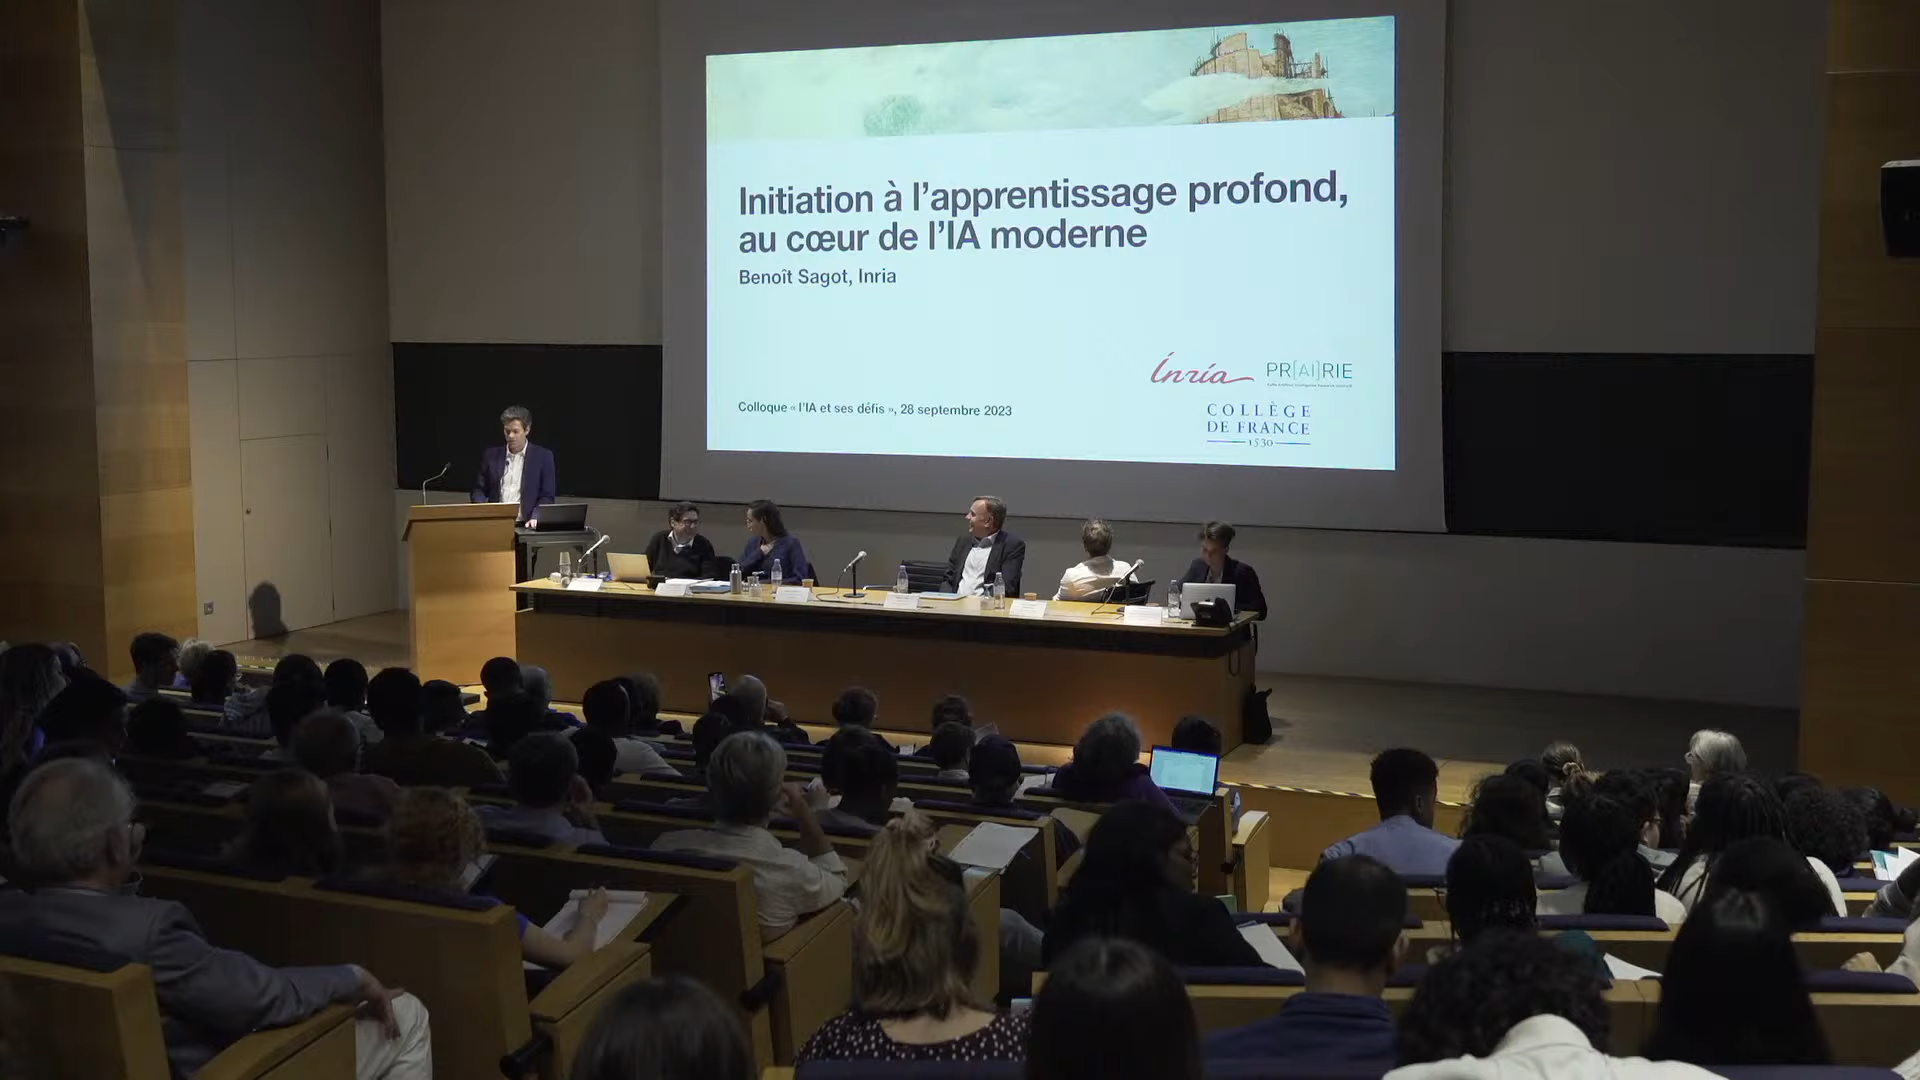 Initiation à l’apprentissage profond,
au cœur de l’IA moderne
Benoît Sagot, Inria
Inria
PR[AI]RIE
Colloque « l’IA et ses défis », 28 septembre 2023
COLLÈGE
DE FRANCE
1530